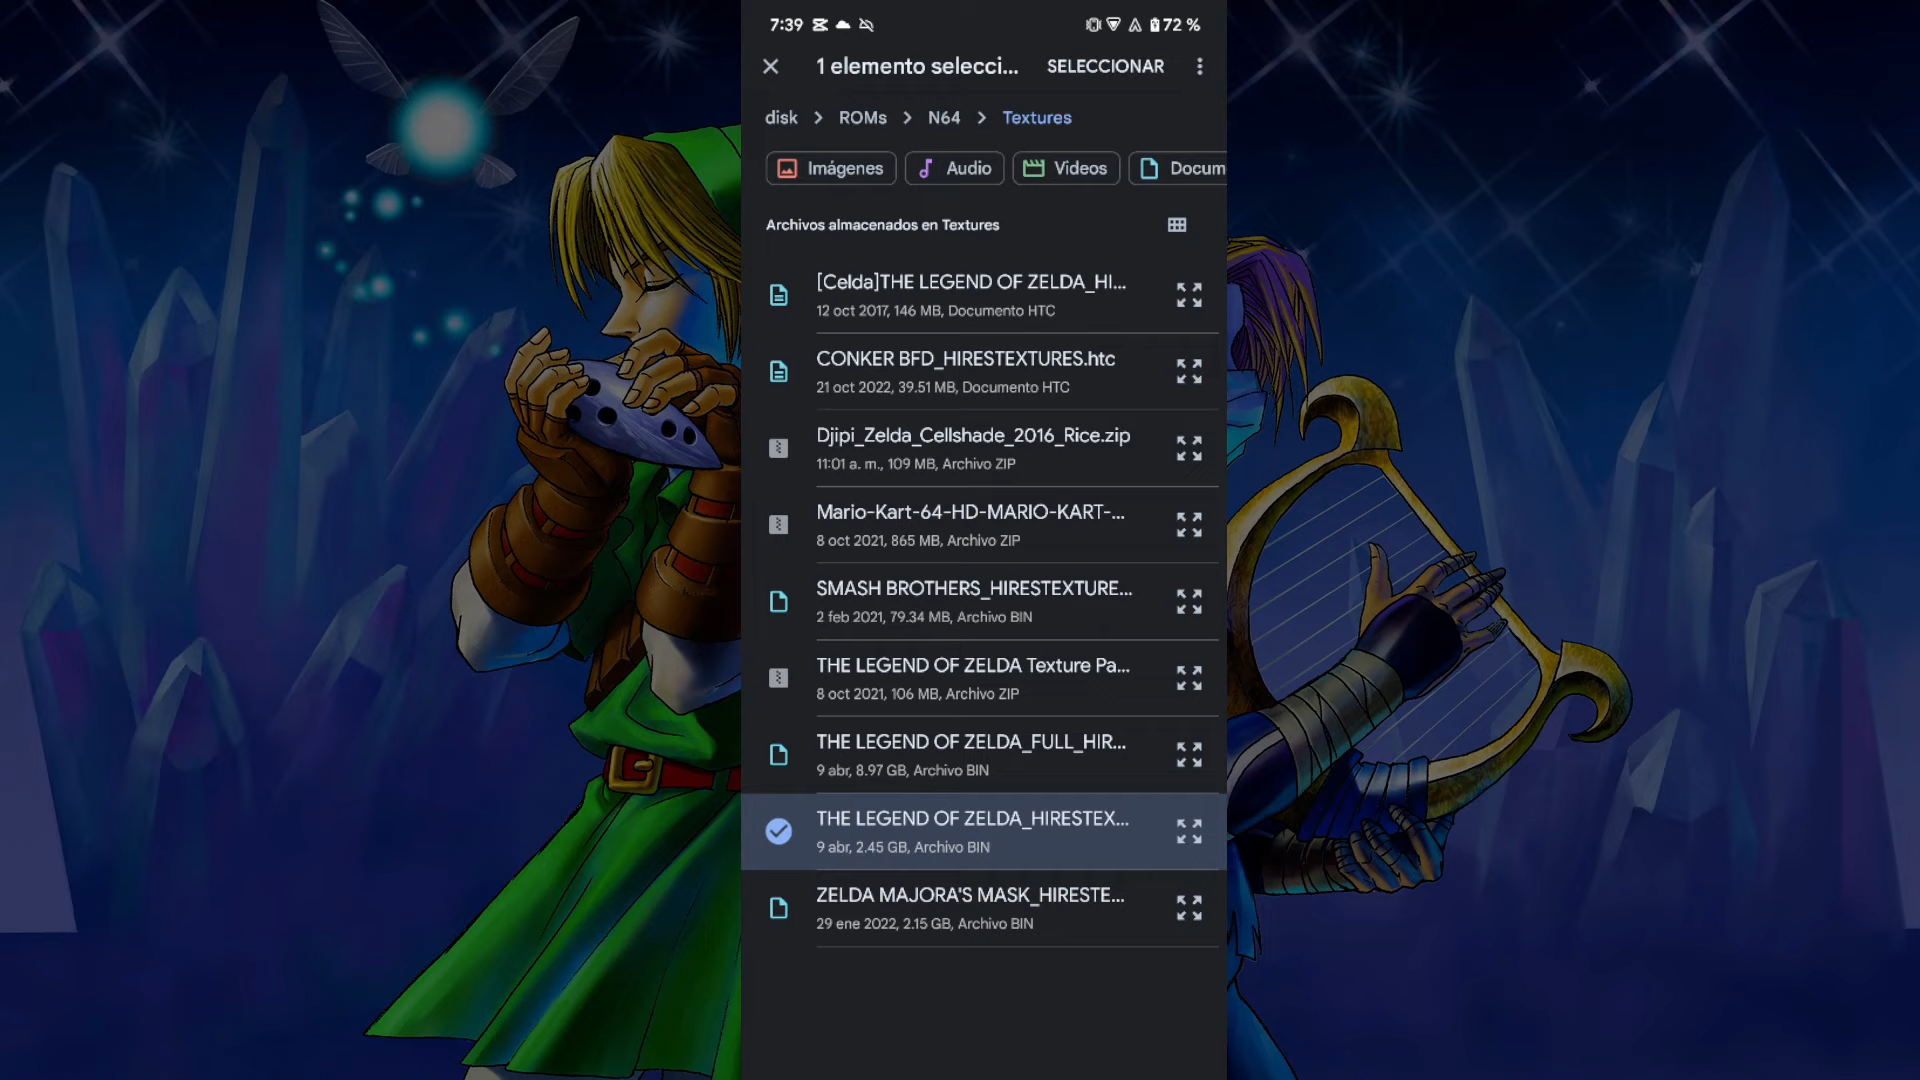 7:39
72 %
1 elemento selecci...
SELECCIONAR
disk > ROMs > N64 > Textures
Imágenes
Audio
Videos
Docum
Archivos almacenados en Textures
[Celda]THE LEGEND OF ZELDA_HI...
12 oct 2017, 146 MB, Documento HTC
CONKER BFD_HIRESTEXTURES.htc
21 oct 2022, 39.51 MB, Documento HTC
Djipi_Zelda_Cellshade_2016_Rice.zip
11:01 a. m., 109 MB, Archivo ZIP
Mario-Kart-64-HD-MARIO-KART-...
8 oct 2021, 865 MB, Archivo ZIP
SMASH BROTHERS_HIRESTEXTURE...
2 feb 2021, 79.34 MB, Archivo BIN
THE LEGEND OF ZELDA Texture Pa...
8 oct 2021, 106 MB, Archivo ZIP
THE LEGEND OF ZELDA_FULL_HIR...
9 abr, 8.97 GB, Archivo BIN
THE LEGEND OF ZELDA_HIRESTEX...
9 abr, 2.45 GB, Archivo BIN
ZELDA MAJORA'S MASK_HIRESTE...
29 ene 2022, 2.15 GB, Archivo BIN